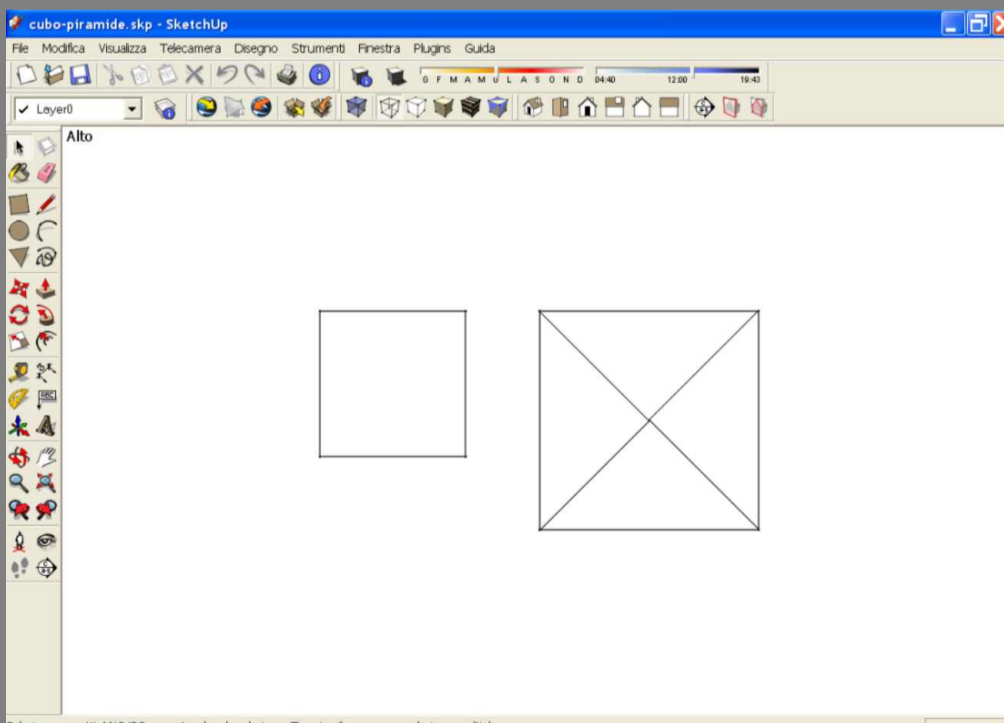 cubo-piramide.skp - SketchUp
File Modifica Visualizza Telecamera Disegno Strumenti Finestra Plugins Guida
G F M A M L A S O N D 04:40 12:00 19:43
Layer0
Alto
ABC